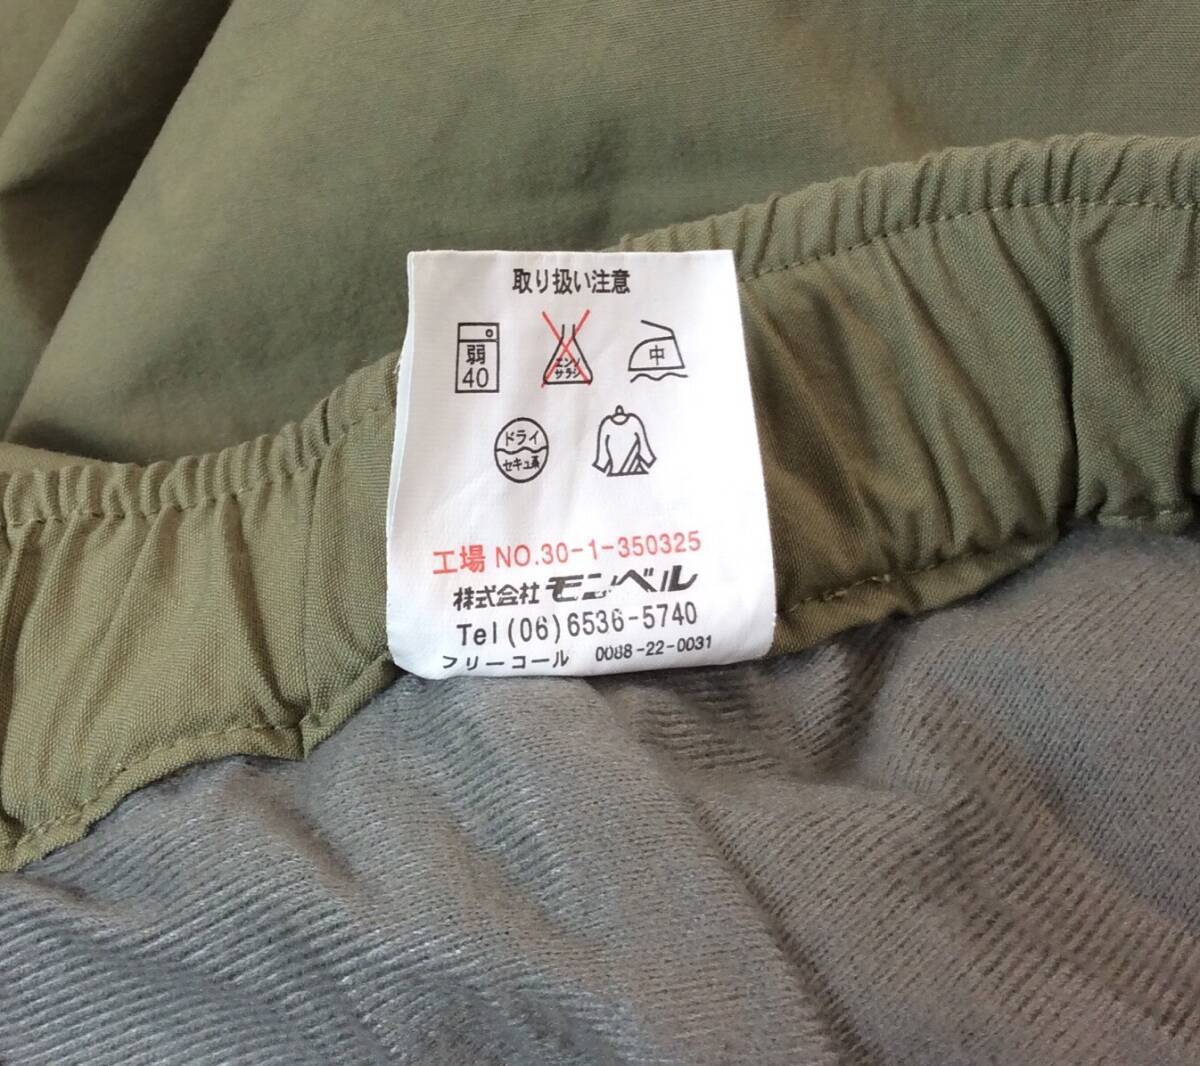 取り扱い注意
弱
40
エンソ
サラシ
中
ドライ
セキュ系
工場 NO.30-1-350325
株式会社 モンベル
Tel (06) 6536-5740
フリーコール 0088-22-0031